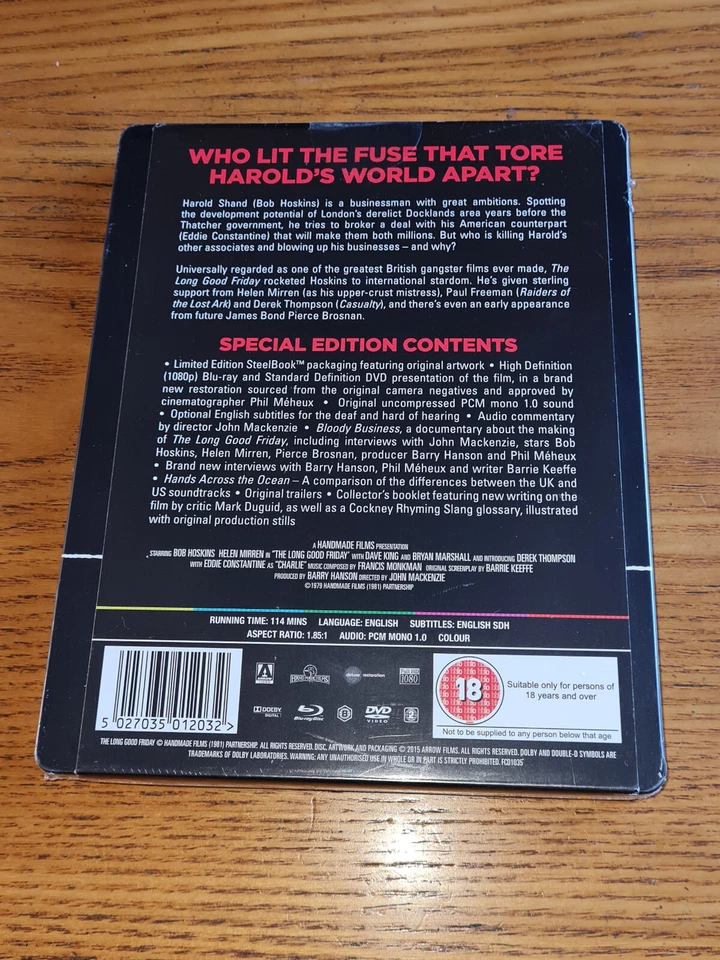 WHO LIT THE FUSE THAT TORE
HAROLD'S WORLD APART?
Harold Shand (Bob Hoskins) is a businessman with great ambitions. Spotting
the development potential of London's derelict Docklands area years before the
Thatcher government, he tries to broker a deal with his American counterpart
(Eddie Constantine) that will make them both millions. But who is killing Harold's
other associates and blowing up his businesses – and why?
Universally regarded as one of the greatest British gangster films ever made, The
Long Good Friday rocketed Hoskins to international stardom. He's given sterling
support from Helen Mirren (as his upper-crust mistress), Paul Freeman (Raiders of
the Lost Ark) and Derek Thompson (Casualty), and there's even an early appearance
from future James Bond Pierce Brosnan.
SPECIAL EDITION CONTENTS
• Limited Edition SteelBook™ packaging featuring original artwork • High Definition
(1080p) Blu-ray and Standard Definition DVD presentation of the film, in a brand
new restoration sourced from the original camera negatives and approved by
cinematographer Phil Méheux • Original uncompressed PCM mono 1.0 sound
• Optional English subtitles for the deaf and hard of hearing • Audio commentary
by director John Mackenzie • Bloody Business, a documentary about the making
of The Long Good Friday, including interviews with John Mackenzie, stars Bob
Hoskins, Helen Mirren, Pierce Brosnan, producer Barry Hanson and Phil Méheux
• Brand new interviews with Barry Hanson, Phil Méheux and writer Barrie Keeffe
• Hands Across the Ocean – A comparison of the differences between the UK and
US soundtracks • Original trailers • Collector's booklet featuring new writing on the
film by critic Mark Duguid, as well as a Cockney Rhyming Slang glossary, illustrated
with original production stills
A HANDMADE FILMS PRESENTATION
STARRING BOB HOSKINS HELEN MIRREN IN "THE LONG GOOD FRIDAY" WITH DAVE KING AND BRYAN MARSHALL AND INTRODUCING DEREK THOMPSON
WITH EDDIE CONSTANTINE AS "CHARLIE" MUSIC COMPOSED BY FRANCIS MONKMAN ORIGINAL SCREENPLAY BY BARRIE KEEFFE
PRODUCED BY BARRY HANSON DIRECTED BY JOHN MACKENZIE
©1979 HANDMADE FILMS (1981) PARTNERSHIP
RUNNING TIME: 114 MINS LANGUAGE: ENGLISH SUBTITLES: ENGLISH SDH
ASPECT RATIO: 1.85:1 AUDIO: PCM MONO 1.0 COLOUR
ARROW
HANDMADE FILMS
deluxe restoration
1080
18
Suitable only for persons of
18 years and over
Not to be supplied to any person below that age
DOLBY
DIGITAL
Blu-ray Disc
B
DVD
VIDEO
2
5 027035 012032 >
THE LONG GOOD FRIDAY © HANDMADE FILMS (1981) PARTNERSHIP. ALL RIGHTS RESERVED. DISC, ARTWORK AND PACKAGING © 2015 ARROW FILMS. ALL RIGHTS RESERVED. DOLBY AND DOUBLE-D SYMBOLS ARE
TRADEMARKS OF DOLBY LABORATORIES. WARNING: ANY UNAUTHORISED USE IN WHOLE OR IN PART IS STRICTLY PROHIBITED. FCD1035